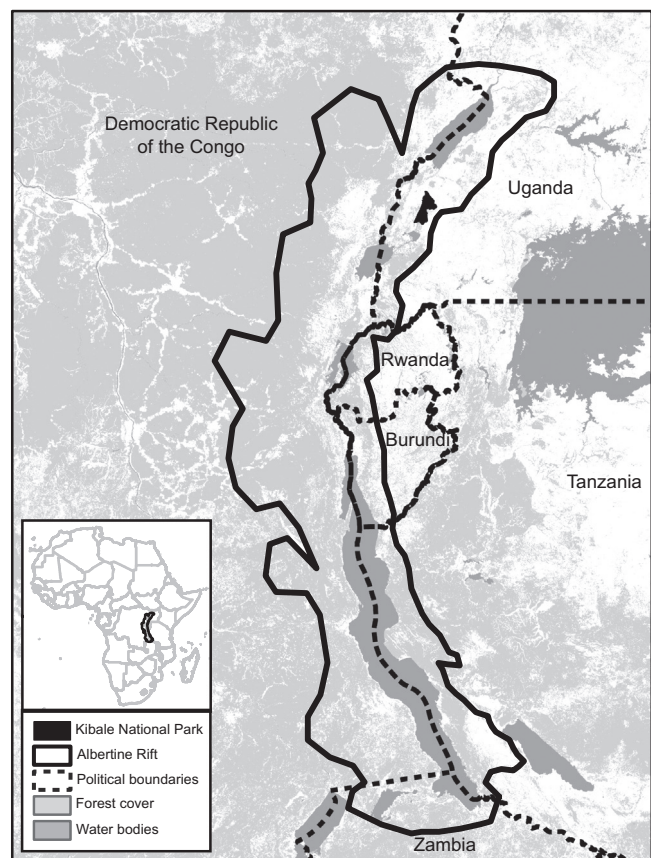 Democratic Republic
of the Congo
Uganda
Rwanda
Burundi
Tanzania
Kibale National Park
Albertine Rift
Political boundaries
Forest cover
Water bodies
Zambia